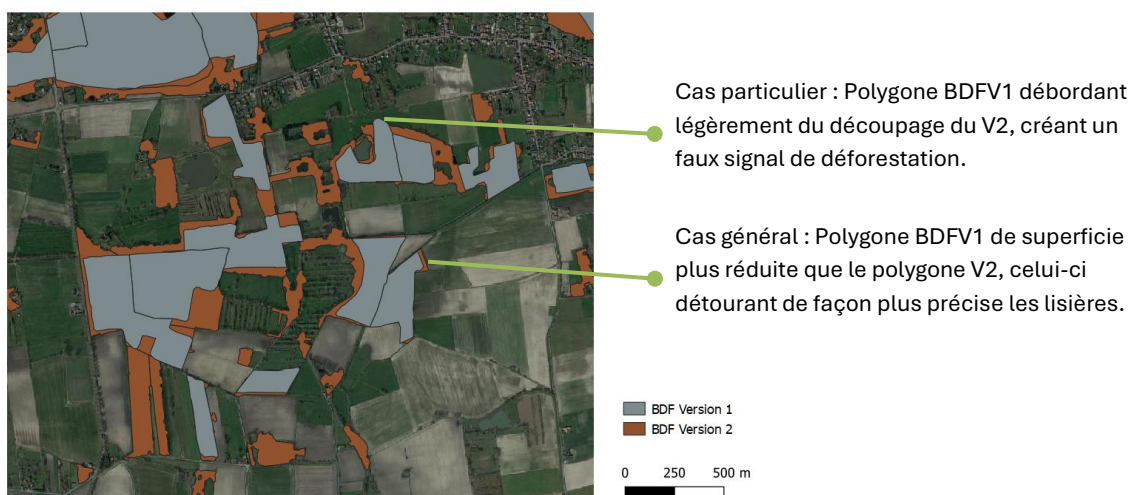 Cas particulier : Polygone BDFV1 débordant
légèrement du découpage du V2, créant un
faux signal de déforestation.
Cas général : Polygone BDFV1 de superficie
plus réduite que le polygone V2, celui-ci
détourant de façon plus précise les lisières.
BDF Version 1
BDF Version 2
0 250 500 m